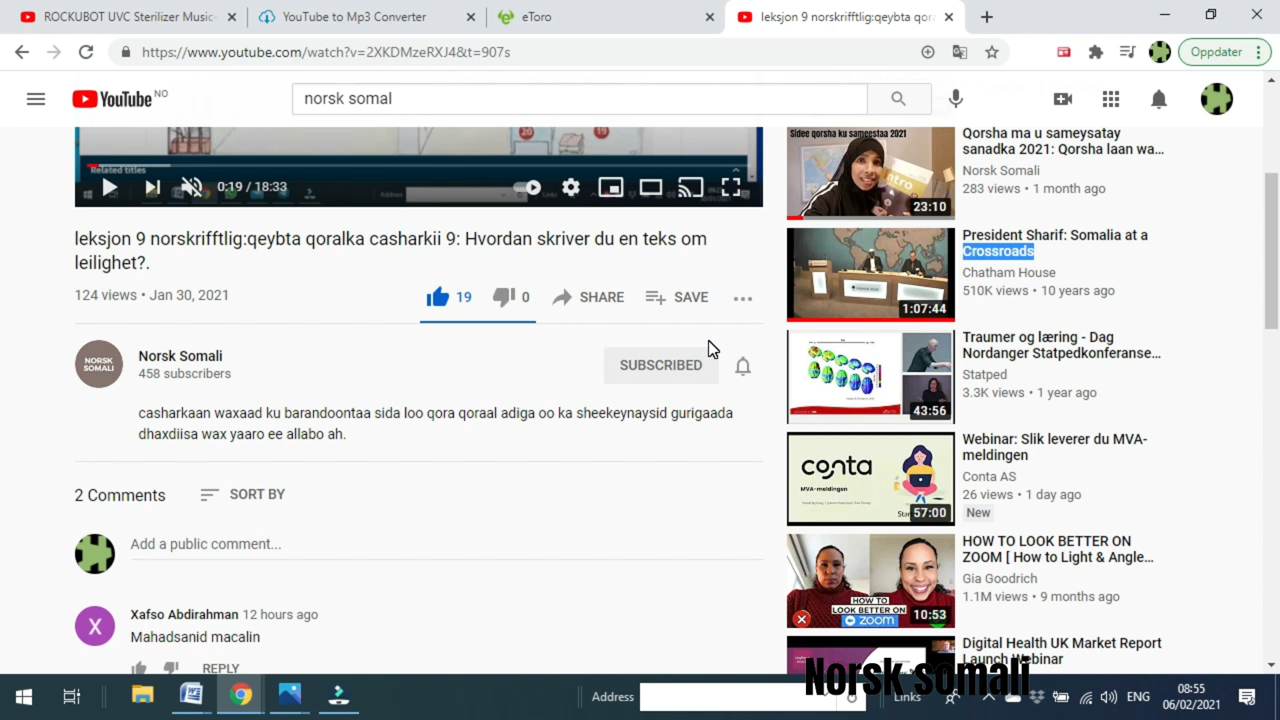 ROCKUBOT UVC Sterilizer Music-
YouTube to Mp3 Converter
eToro
leksjon 9 norskrifftlig:qeybta qor
https://www.youtube.com/watch?v=2XKDMzeRXJ4&t=907s
Oppdater
YouTube NO
norsk somal
Related titles
20
19
0:19 / 18:33
Address
leksjon 9 norskrifftlig:qeybta qoralka casharkii 9: Hvordan skriver du en teks om
leilighet?.
124 views • Jan 30, 2021
19
0
SHARE
SAVE
NORSK
SOMALI
Norsk Somali
458 subscribers
SUBSCRIBED
casharkaan waxaad ku barandoontaa sida loo qora qoraal adiga oo ka sheekeynaysid gurigaada
dhaxdiisa wax yaaro ee allabo ah.
2 Comments
SORT BY
Add a public comment...
X
Xafso Abdirahman 12 hours ago
Mahadsanid macalin
REPLY
Sidee qorsha ku sameestaa 2021
intro
23:10
Qorsha ma u sameysatay
sanadka 2021: Qorsha laan wa...
Norsk Somali
283 views • 1 month ago
1:07:44
President Sharif: Somalia at a
Crossroads
Chatham House
510K views • 10 years ago
43:56
Traumer og læring - Dag
Nordanger Statpedkonferanse...
Statped
3.3K views • 1 year ago
conta
MVA-meldingen
57:00
Webinar: Slik leverer du MVA-
meldingen
Conta AS
26 views • 1 day ago
New
HOW TO
LOOK BETTER ON
zoom
10:53
HOW TO LOOK BETTER ON
ZOOM [ How to Light & Angle...
Gia Goodrich
1.1M views • 9 months ago
Digital Health UK Market Report
Launch Webinar
Norsk somali
Address
Links
ENG
08:55
06/02/2021